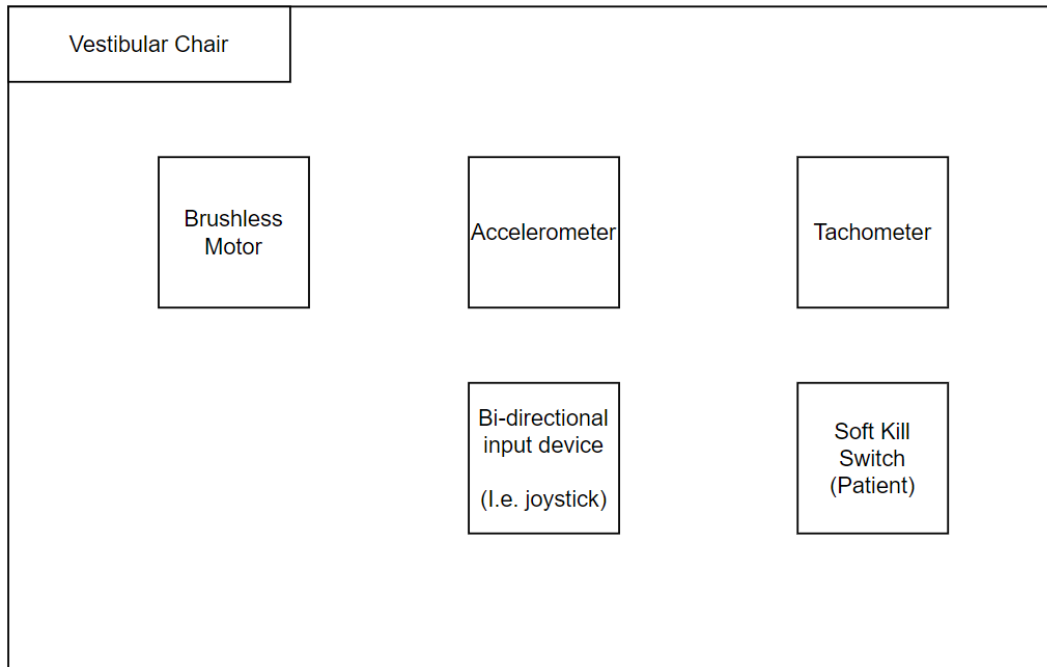 Vestibular Chair
Brushless
Motor
Accelerometer
Tachometer
Bi-directional
input device
(I.e. joystick)
Soft Kill
Switch
(Patient)